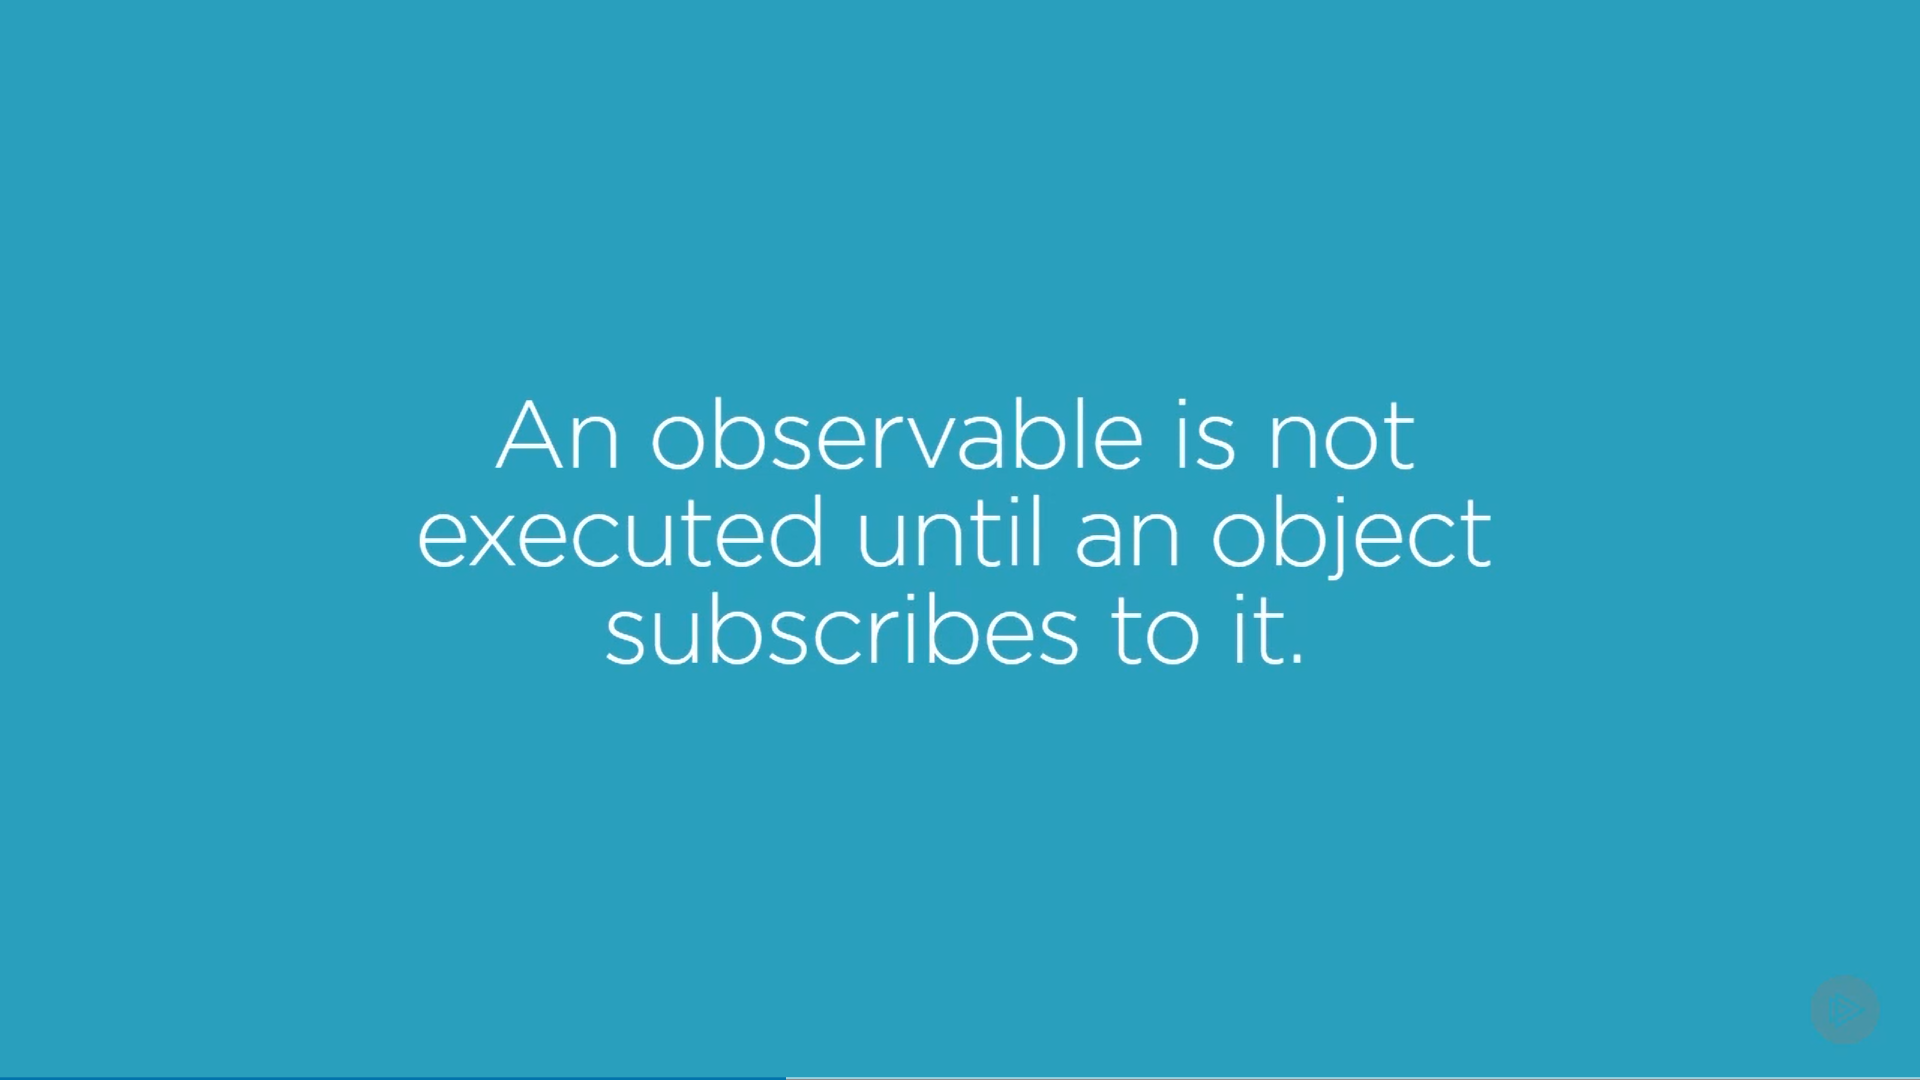 An observable is not
executed until an object
subscribes to it.